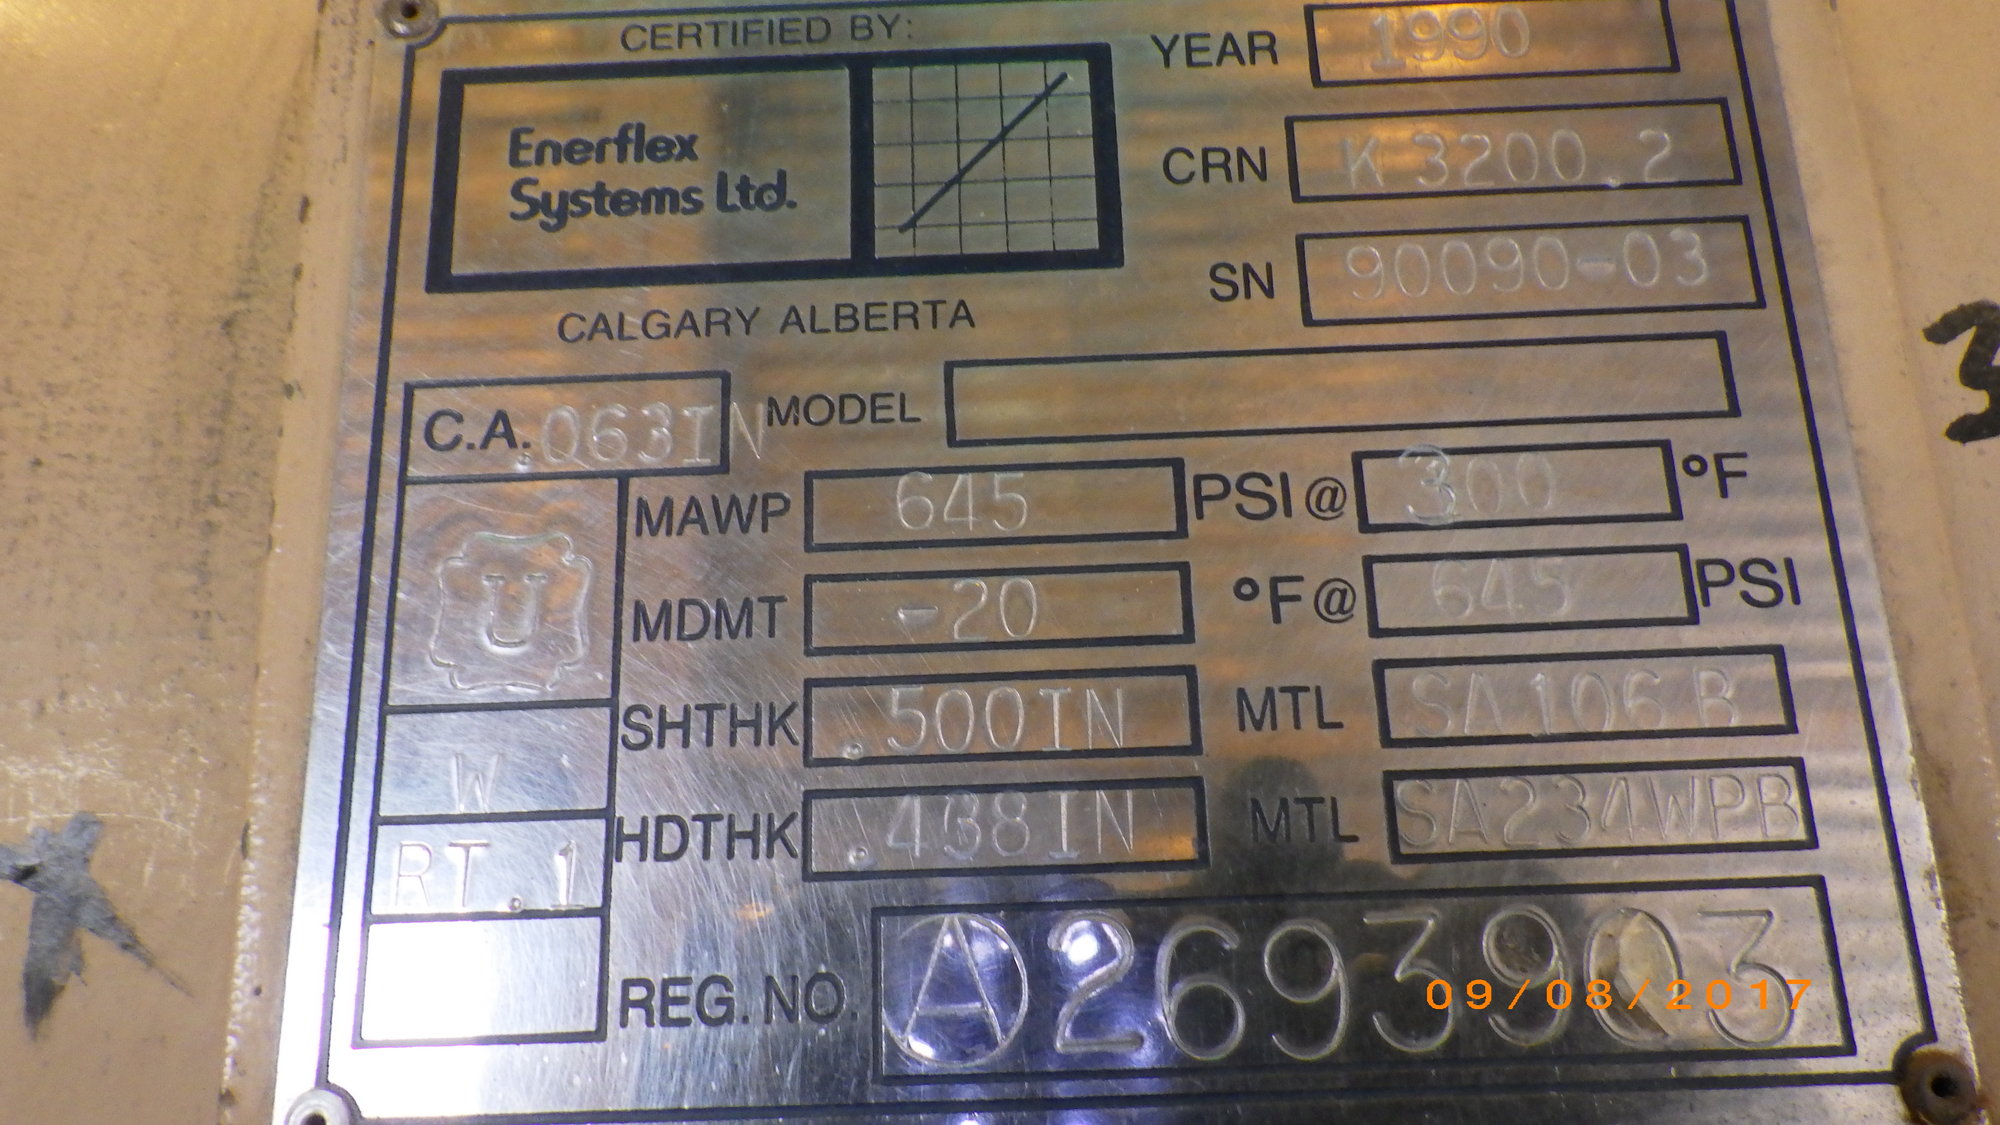 CERTIFIED BY:
YEAR 1990
Enerflex
Systems Ltd.
CRN K 3200.2
SN 90090-03
CALGARY ALBERTA
C.A. .063IN MODEL
MAWP 645 PSI@ 300 °F
U
MDMT -20 °F@ 645 PSI
SHTHK .500IN MTL SA106 B
W
HDTHK .438IN MTL SA234WPB
RT.1
REG. NO. A 2693903
09/08/2017
3